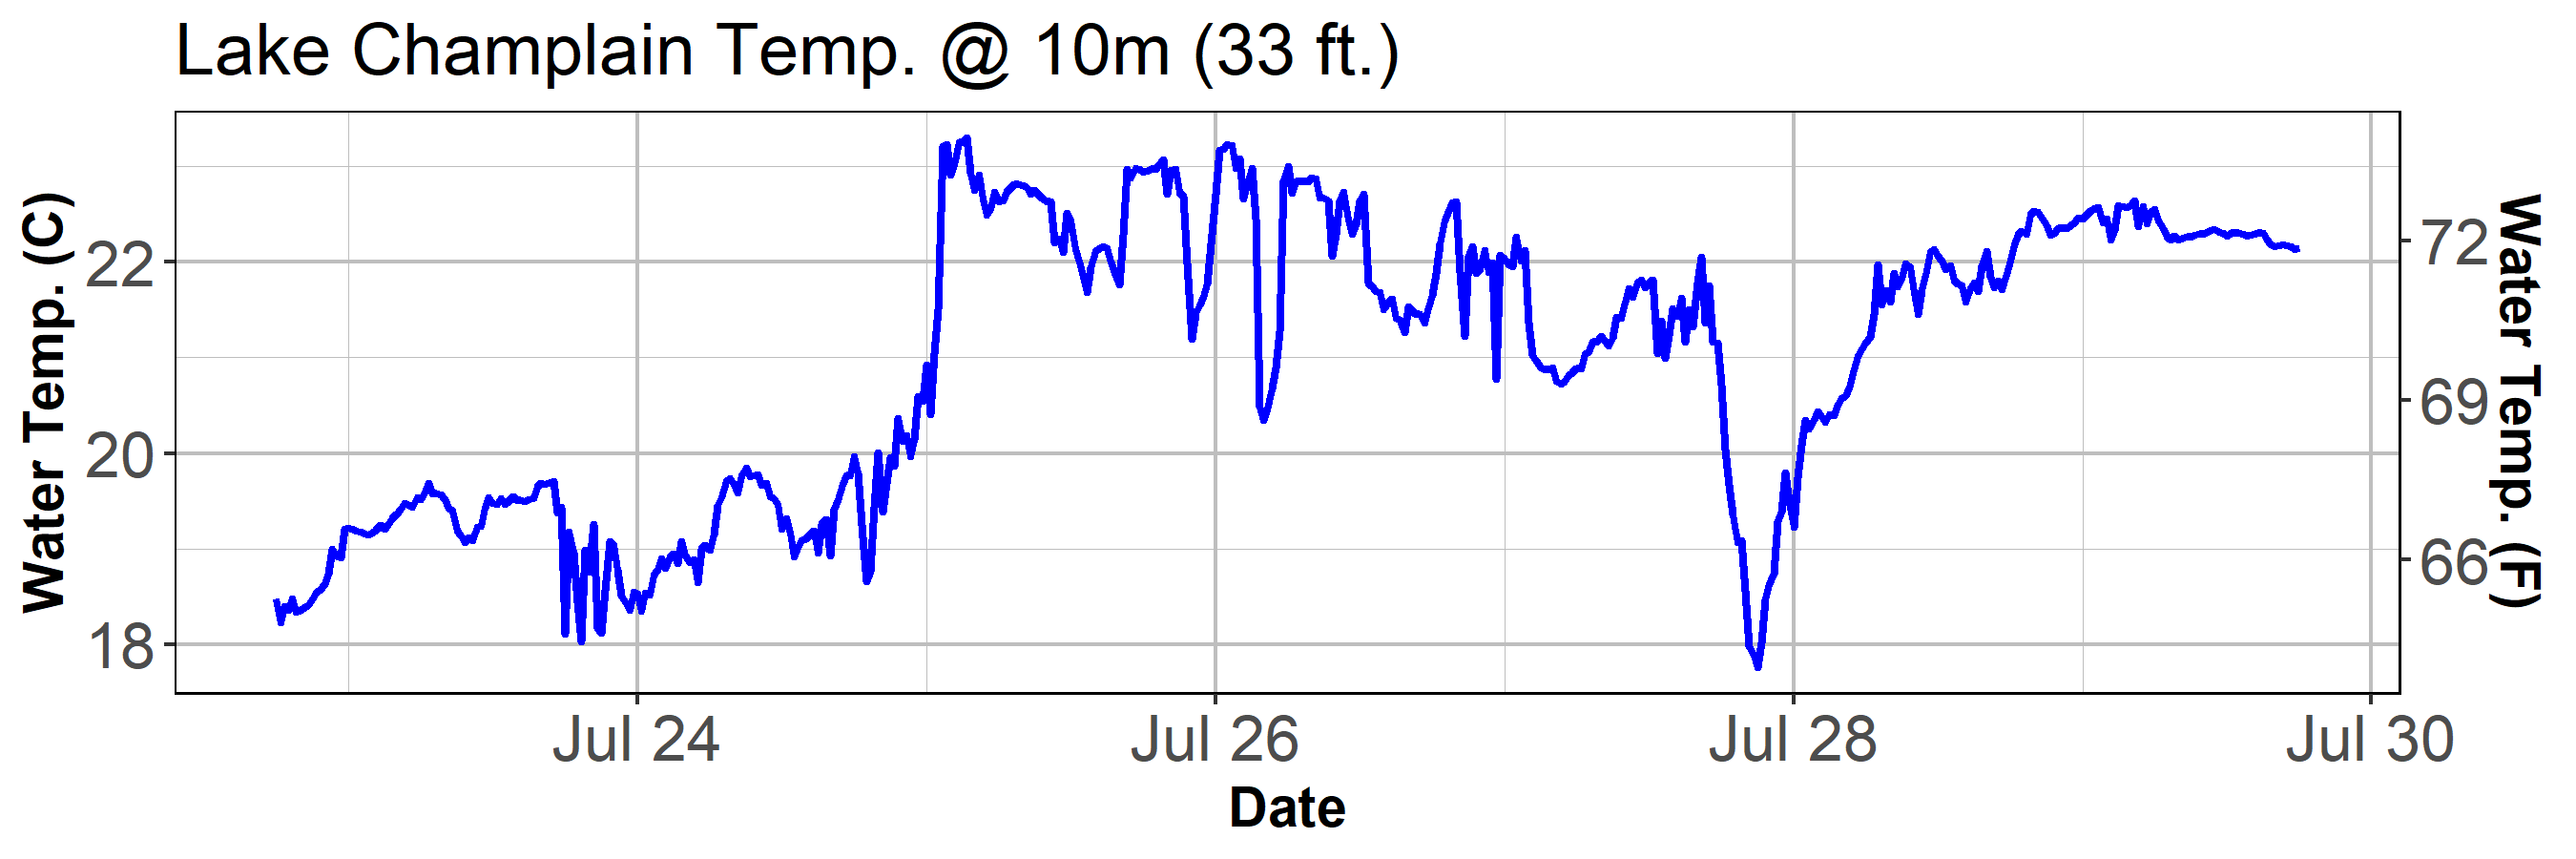 Lake Champlain Temp. @ 10m (33 ft.)
Water Temp. (C)
22
20
18
72
69
66
Water Temp. (F)
Jul 24 Jul 26 Jul 28 Jul 30
Date